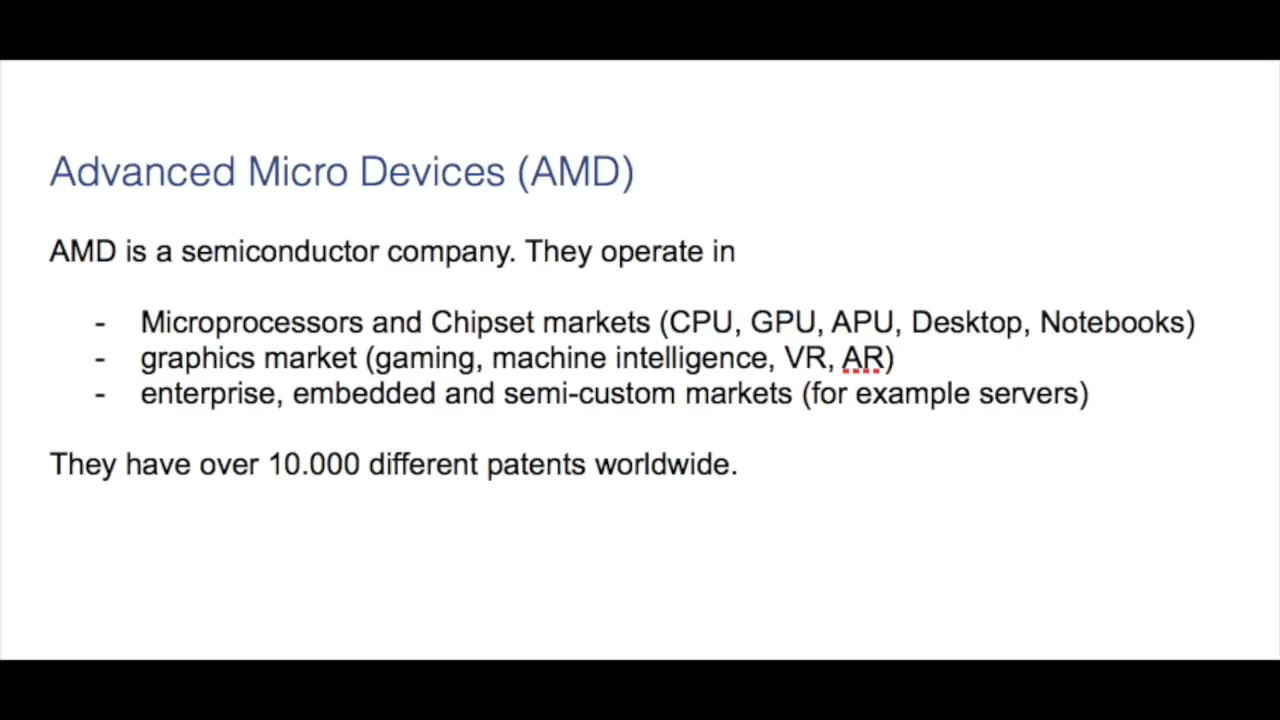 Advanced Micro Devices (AMD)
AMD is a semiconductor company. They operate in
- Microprocessors and Chipset markets (CPU, GPU, APU, Desktop, Notebooks)
- graphics market (gaming, machine intelligence, VR, AR)
- enterprise, embedded and semi-custom markets (for example servers)
They have over 10.000 different patents worldwide.